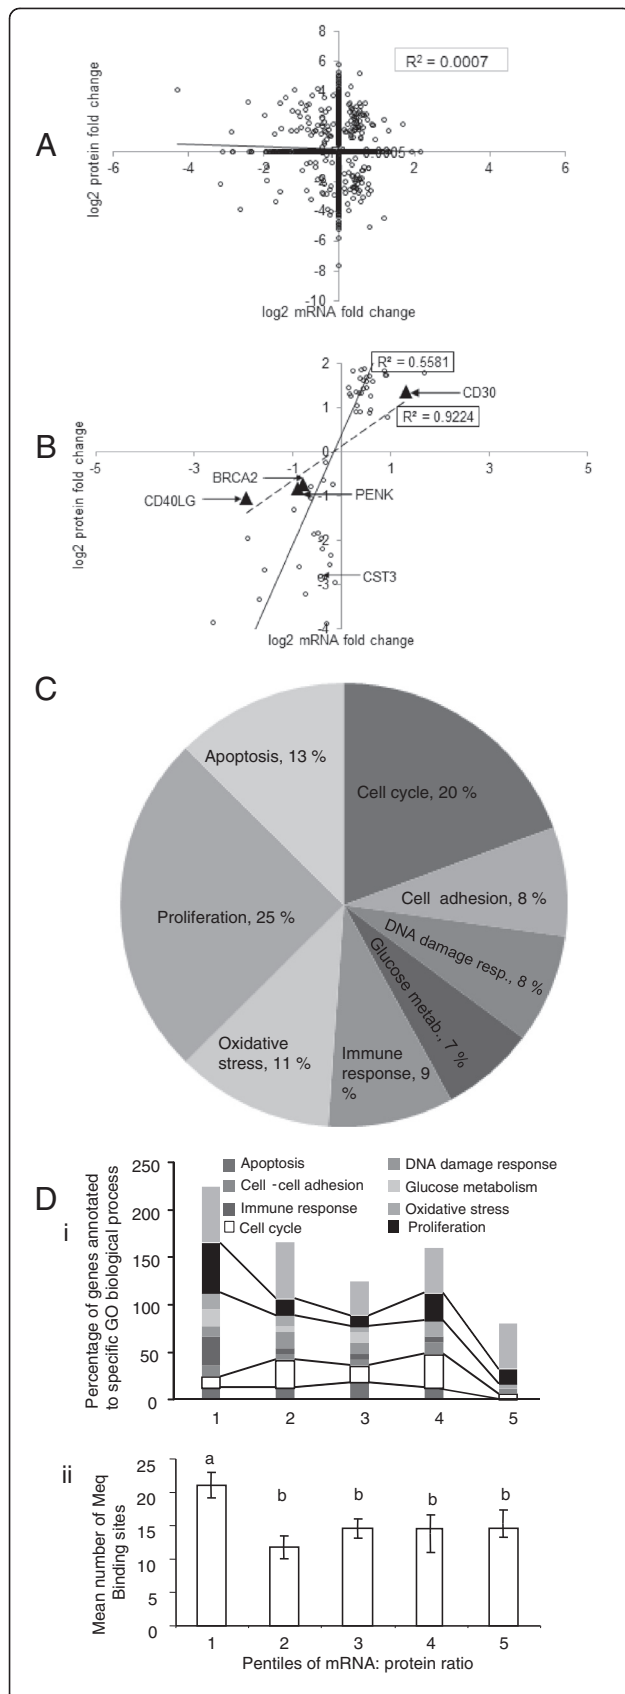 A
log2 protein fold change
8
6
4
2
0
-2
-4
-6
-8
-10
-6 -4 -2 0 2 4 6
R² = 0.0007
log2 mRNA fold change
B
log2 protein fold change
2
1
0
-1
-2
-3
-4
-5 -3 -1 1 3 5
R² = 0.5581
CD30
R² = 0.9224
BRCA2
CD40LG
PENK
CST3
log2 mRNA fold change
C
Apoptosis, 13 %
Cell cycle, 20 %
Cell adhesion, 8 %
DNA damage resp., 8 %
Glucose metab., 7 %
Immune
response, 9
%
Oxidative
stress, 11 %
Proliferation, 25 %
D
i
Percentage of genes annotated
to specific GO biological process
250
200
150
100
50
0
Apoptosis
Cell -cell adhesion
Immune response
Cell cycle
DNA damage response
Glucose metabolism
Oxidative stress
Proliferation
1 2 3 4 5
ii
Mean number of Meq
Binding sites
25
20
15
10
5
0
a b b b b
1 2 3 4 5
Pentiles of mRNA: protein ratio